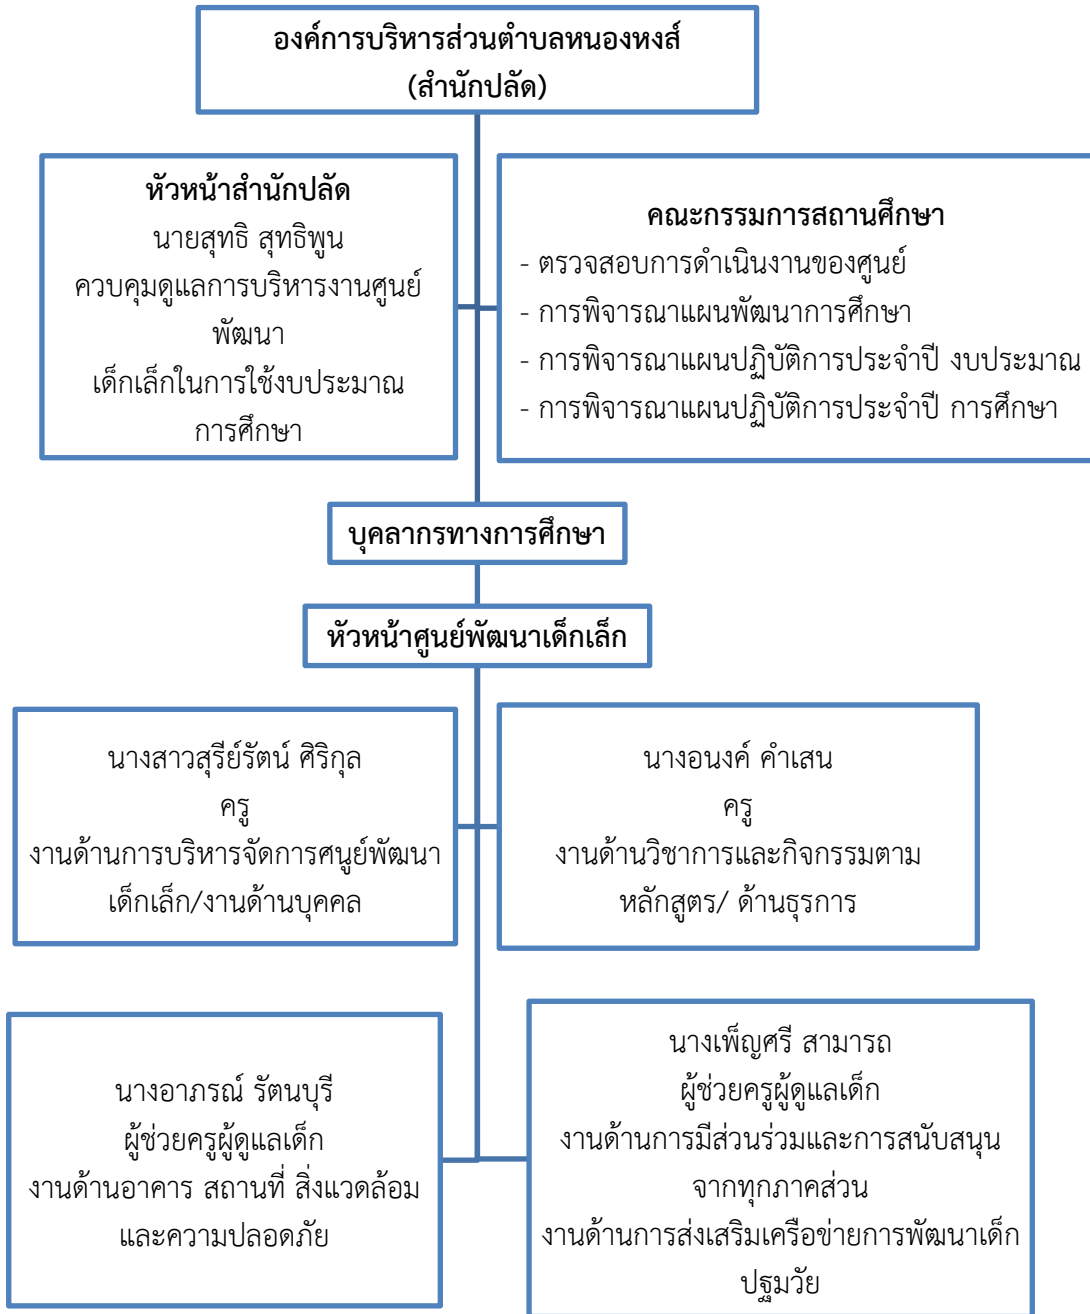 องค์การบริหารส่วนตำบลหนองหงส์
(สำนักปลัด)
หัวหน้าสำนักปลัด
นายสุทธิ สุทธิพูน
ควบคุมดูแลการบริหารงานศูนย์
พัฒนา
เด็กเล็กในการใช้งบประมาณ
การศึกษา
คณะกรรมการสถานศึกษา
- ตรวจสอบการดำเนินงานของศูนย์
- การพิจารณาแผนพัฒนาการศึกษา
- การพิจารณาแผนปฏิบัติการประจำปี งบประมาณ
- การพิจารณาแผนปฏิบัติการประจำปี การศึกษา
บุคลากรทางการศึกษา
หัวหน้าศูนย์พัฒนาเด็กเล็ก
นางสาวสุรีย์รัตน์ ศิริกุล
ครู
งานด้านการบริหารจัดการศนูย์พัฒนา
เด็กเล็ก/งานด้านบุคคล
นางอนงค์ คำเสน
ครู
งานด้านวิชาการและกิจกรรมตาม
หลักสูตร/ ด้านธุรการ
นางอาภรณ์ รัตนบุรี
ผู้ช่วยครูผู้ดูแลเด็ก
งานด้านอาคาร สถานที่ สิ่งแวดล้อม
และความปลอดภัย
นางเพ็ญศรี สามารถ
ผู้ช่วยครูผู้ดูแลเด็ก
งานด้านการมีส่วนร่วมและการสนับสนุน
จากทุกภาคส่วน
งานด้านการส่งเสริมเครือข่ายการพัฒนาเด็ก
ปฐมวัย